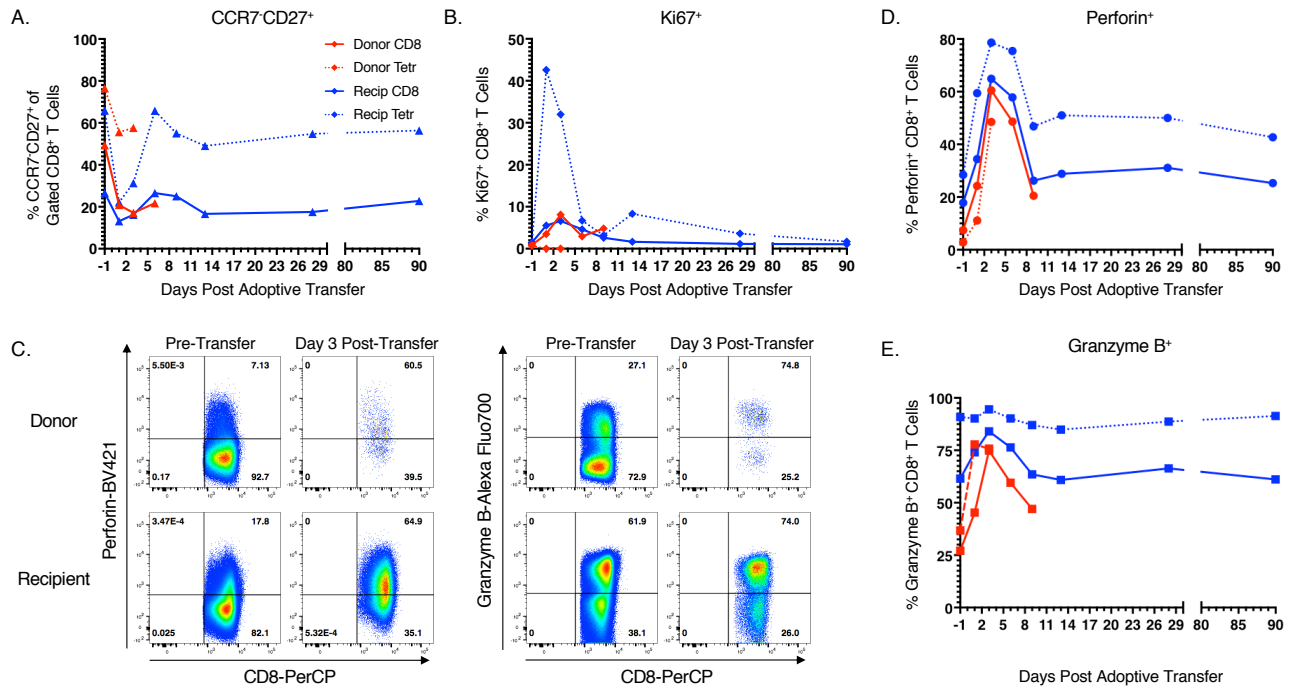 A.
CCR7-CD27+
% CCR7-CD27+ of
Gated CD8+ T Cells
100
80
60
40
20
0
-1 2 5 8 11 14 17 20 23 26 29 80 85 90
Days Post Adoptive Transfer
Donor CD8
Donor Tetr
Recip CD8
Recip Tetr
B.
Ki67+
% Ki67+ CD8+ T Cells
50
40
30
20
10
0
-1 2 5 8 11 14 17 20 23 26 29 80 85 90
Days Post Adoptive Transfer
D.
Perforin+
% Perforin+ CD8+ T Cells
80
60
40
20
0
-1 2 5 8 11 14 17 20 23 26 29 80 85 90
Days Post Adoptive Transfer
C.
Pre-Transfer Day 3 Post-Transfer
Donor
Recipient
Perforin-BV421
5.50E-3 7.13
0.17 92.7
0 60.5
0 39.5
3.47E-4 17.8
0.025 82.1
0 64.9
5.32E-4 35.1
CD8-PerCP
Pre-Transfer Day 3 Post-Transfer
Granzyme B-Alexa Fluo700
0 27.1
0 72.9
0 74.8
0 25.2
0 61.9
0 38.1
0 74.0
0 26.0
CD8-PerCP
E.
Granzyme B+
% Granzyme B+ CD8+ T Cells
100
75
50
25
0
-1 2 5 8 11 14 17 20 23 26 29 80 85 90
Days Post Adoptive Transfer